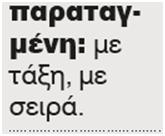 παραταγ-
μένη: με
τάξη, με
σειρά.